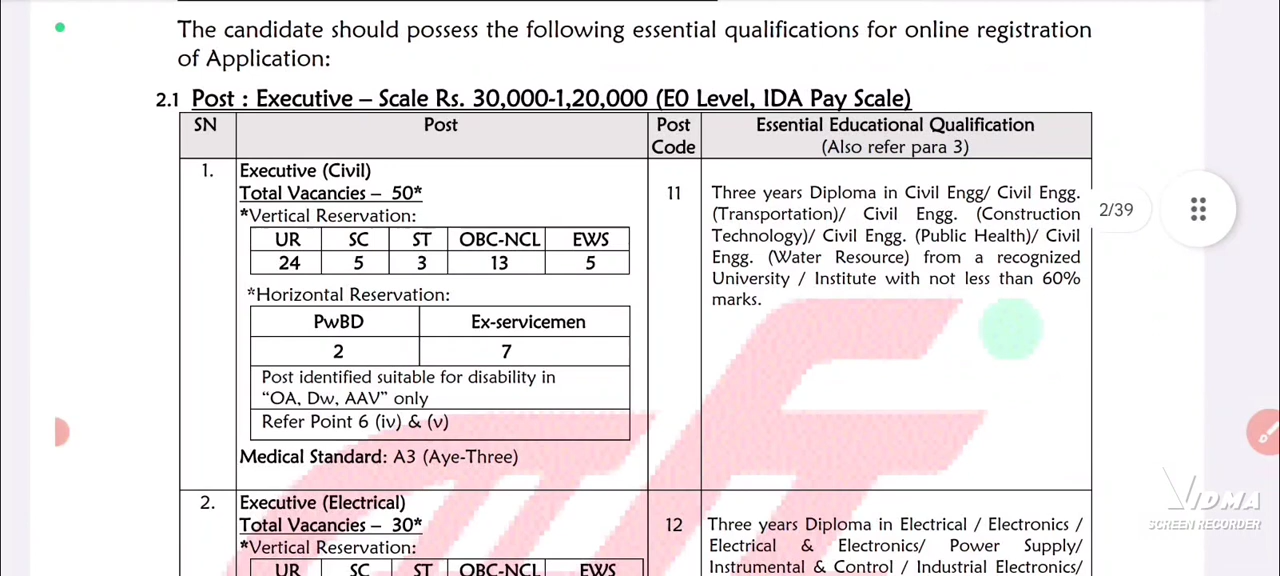 The candidate should possess the following essential qualifications for online registration
of Application:
2.1 Post : Executive – Scale Rs. 30,000-1,20,000 (E0 Level, IDA Pay Scale)
SN Post Post Code Essential Educational Qualification
(Also refer para 3)
1. Executive (Civil)
Total Vacancies – 50*
*Vertical Reservation:
UR SC ST OBC-NCL EWS
24 5 3 13 5
*Horizontal Reservation:
PwBD Ex-servicemen
2 7
Post identified suitable for disability in
“OA, Dw, AAV” only
Refer Point 6 (iv) & (v)
Medical Standard: A3 (Aye-Three)
11
Three years Diploma in Civil Engg/ Civil Engg.
(Transportation)/ Civil Engg. (Construction
Technology)/ Civil Engg. (Public Health)/ Civil
Engg. (Water Resource) from a recognized
University / Institute with not less than 60%
marks.
2/39
2. Executive (Electrical)
Total Vacancies – 30*
*Vertical Reservation:
UR SC ST OBC-NCL EWS
12
Three years Diploma in Electrical / Electronics /
Electrical & Electronics/ Power Supply/
Instrumental & Control / Industrial Electronics/
VIDMA
SCREEN RECORDER